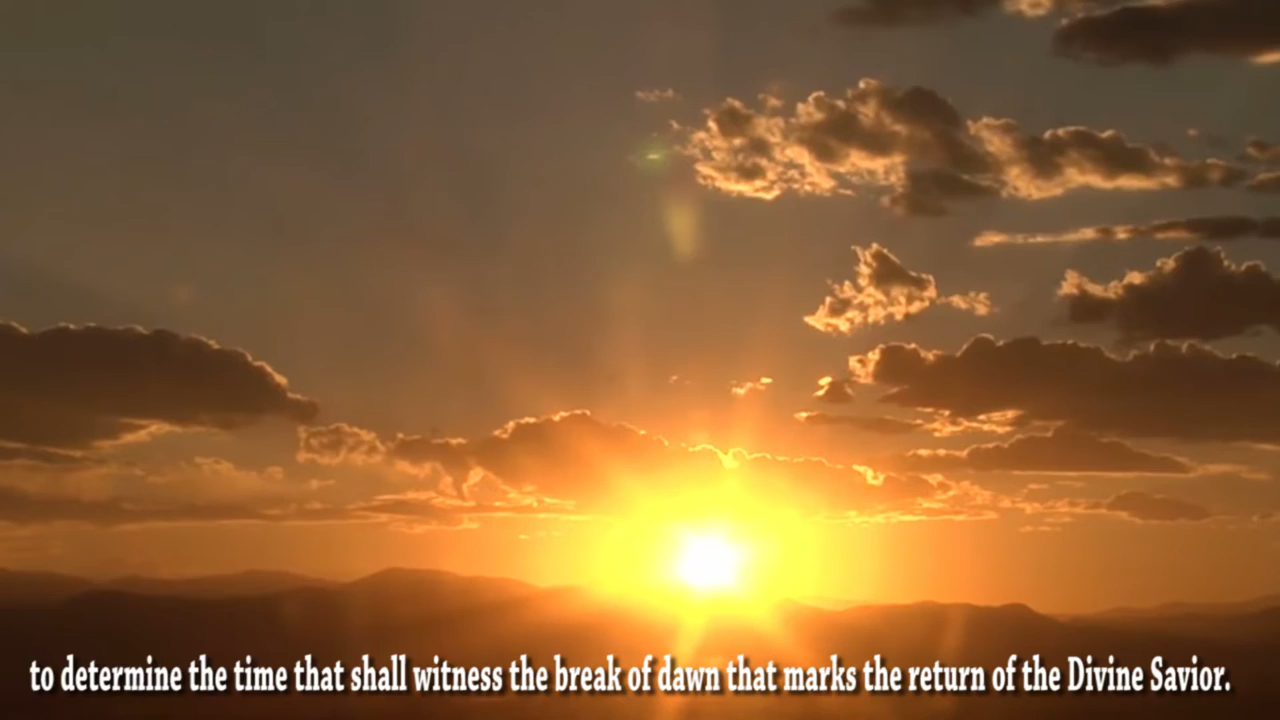 to determine the time that shall witness the break of dawn that marks the return of the Divine Savior.